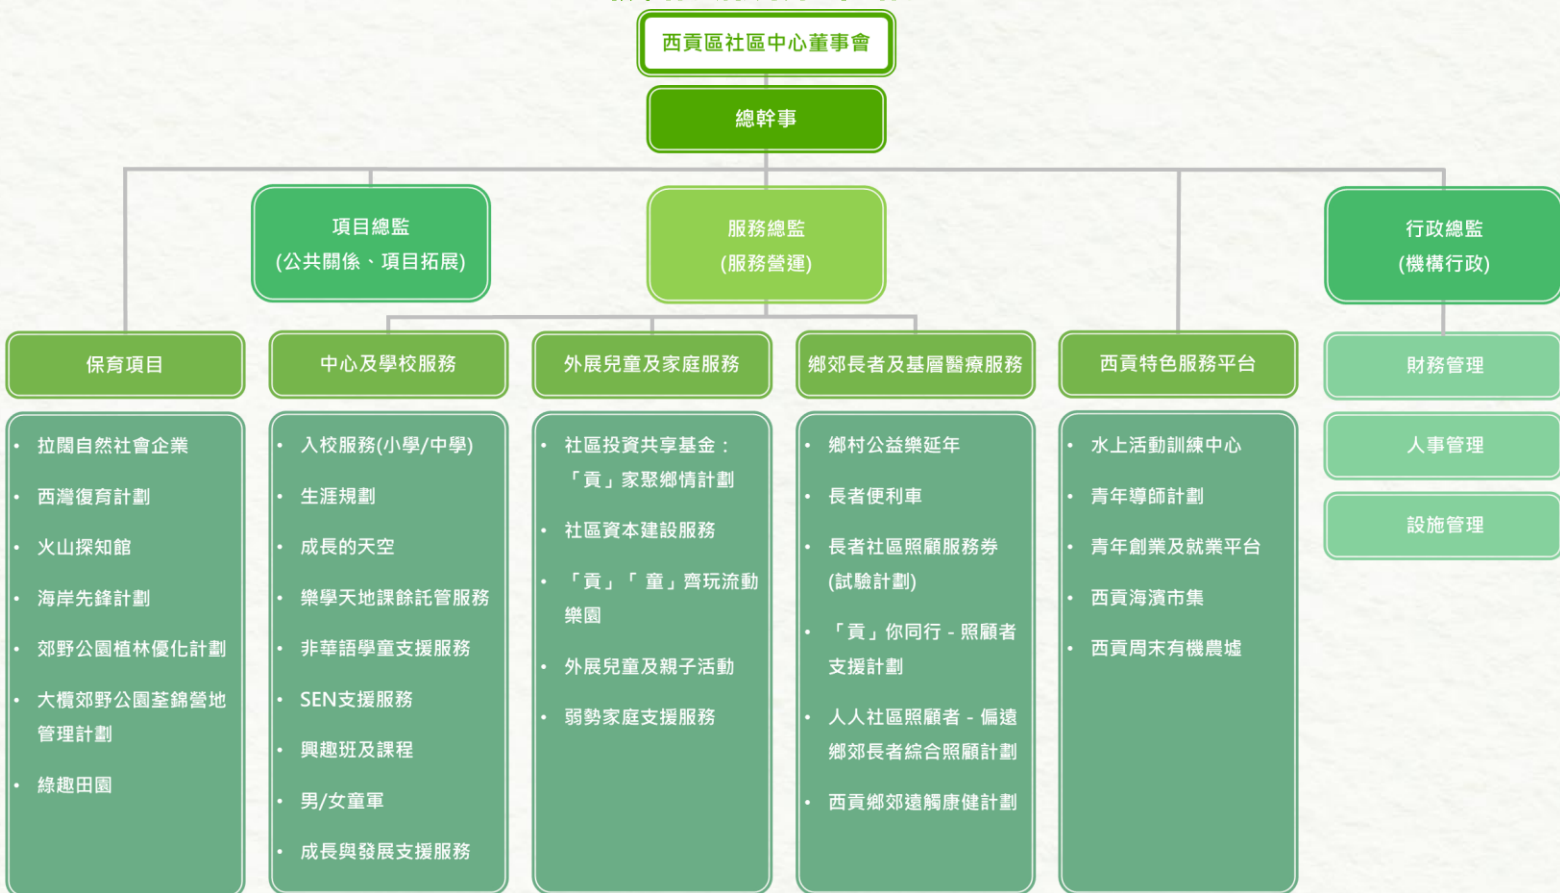 西貢區社區中心董事會
總幹事
項目總監
(公共關係、項目拓展)
服務總監
(服務營運)
行政總監
(機構行政)
保育項目
中心及學校服務
外展兒童及家庭服務
鄉郊長者及基層醫療服務
西貢特色服務平台
財務管理
人事管理
設施管理
• 拉闊自然社會企業
• 西灣復育計劃
• 火山探知館
• 海岸先鋒計劃
• 郊野公園植林優化計劃
• 大欖郊野公園荃錦營地
管理計劃
• 綠趣田園
• 入校服務(小學/中學)
• 生涯規劃
• 成長的天空
• 樂學天地課餘託管服務
• 非華語學童支援服務
• SEN支援服務
• 興趣班及課程
• 男/女童軍
• 成長與發展支援服務
• 社區投資共享基金：
「貢」家聚鄉情計劃
• 社區資本建設服務
• 「貢」「 童」齊玩流動
樂園
• 外展兒童及親子活動
• 弱勢家庭支援服務
• 鄉村公益樂延年
• 長者便利車
• 長者社區照顧服務券
(試驗計劃)
• 「貢」你同行 - 照顧者
支援計劃
• 人人社區照顧者 - 偏遠
鄉郊長者綜合照顧計劃
• 西貢鄉郊遠觸康健計劃
• 水上活動訓練中心
• 青年導師計劃
• 青年創業及就業平台
• 西貢海濱市集
• 西貢周末有機農墟